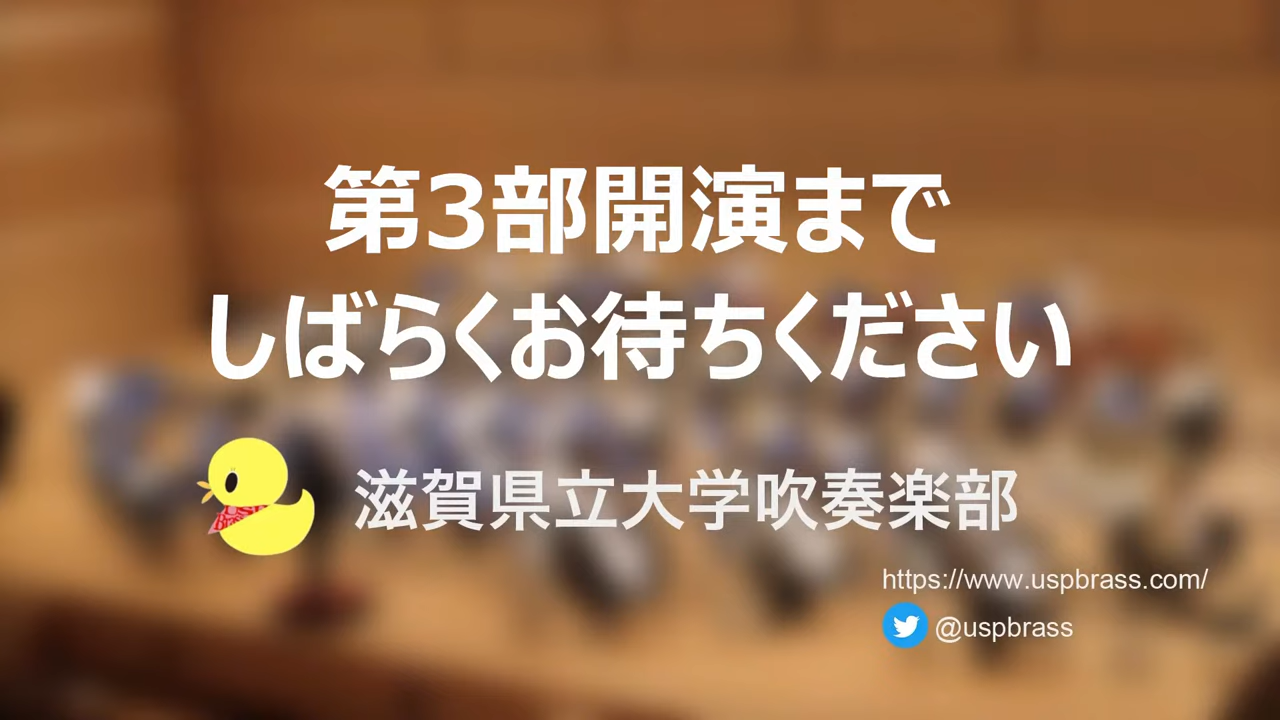 第3部開演まで
しばらくお待ちください
滋賀県立大学吹奏楽部
https://www.uspbrass.com/
@uspbrass